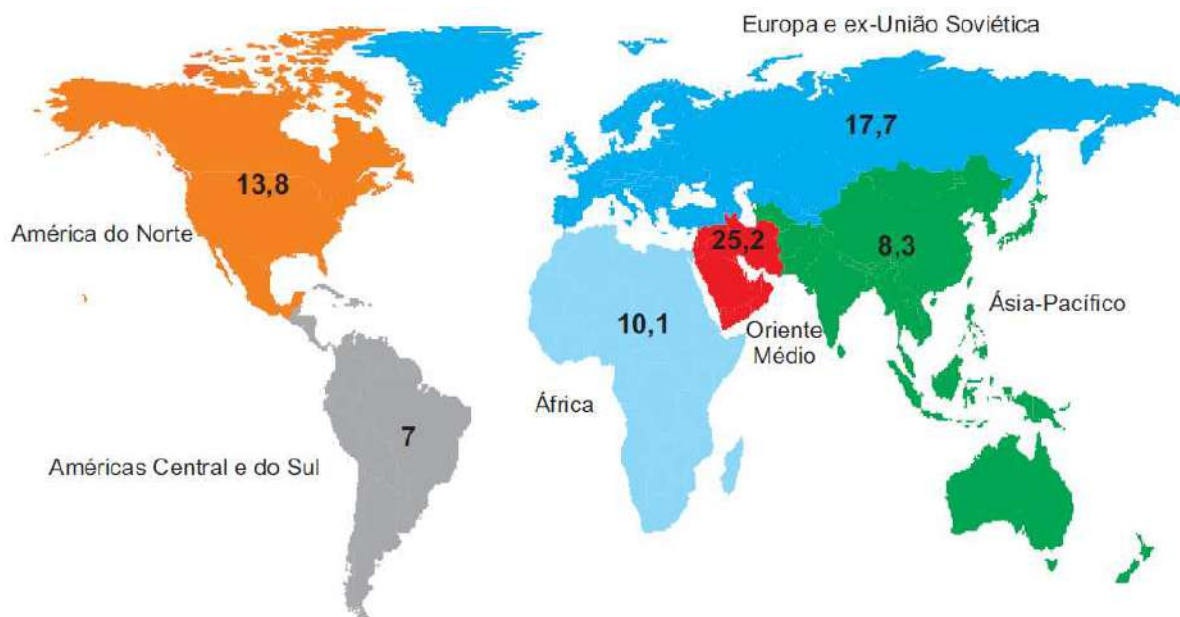 Europa e ex-União Soviética
17,7
13,8
América do Norte
25,2
8,3
Ásia-Pacífico
10,1
Oriente
Médio
África
7
Américas Central e do Sul